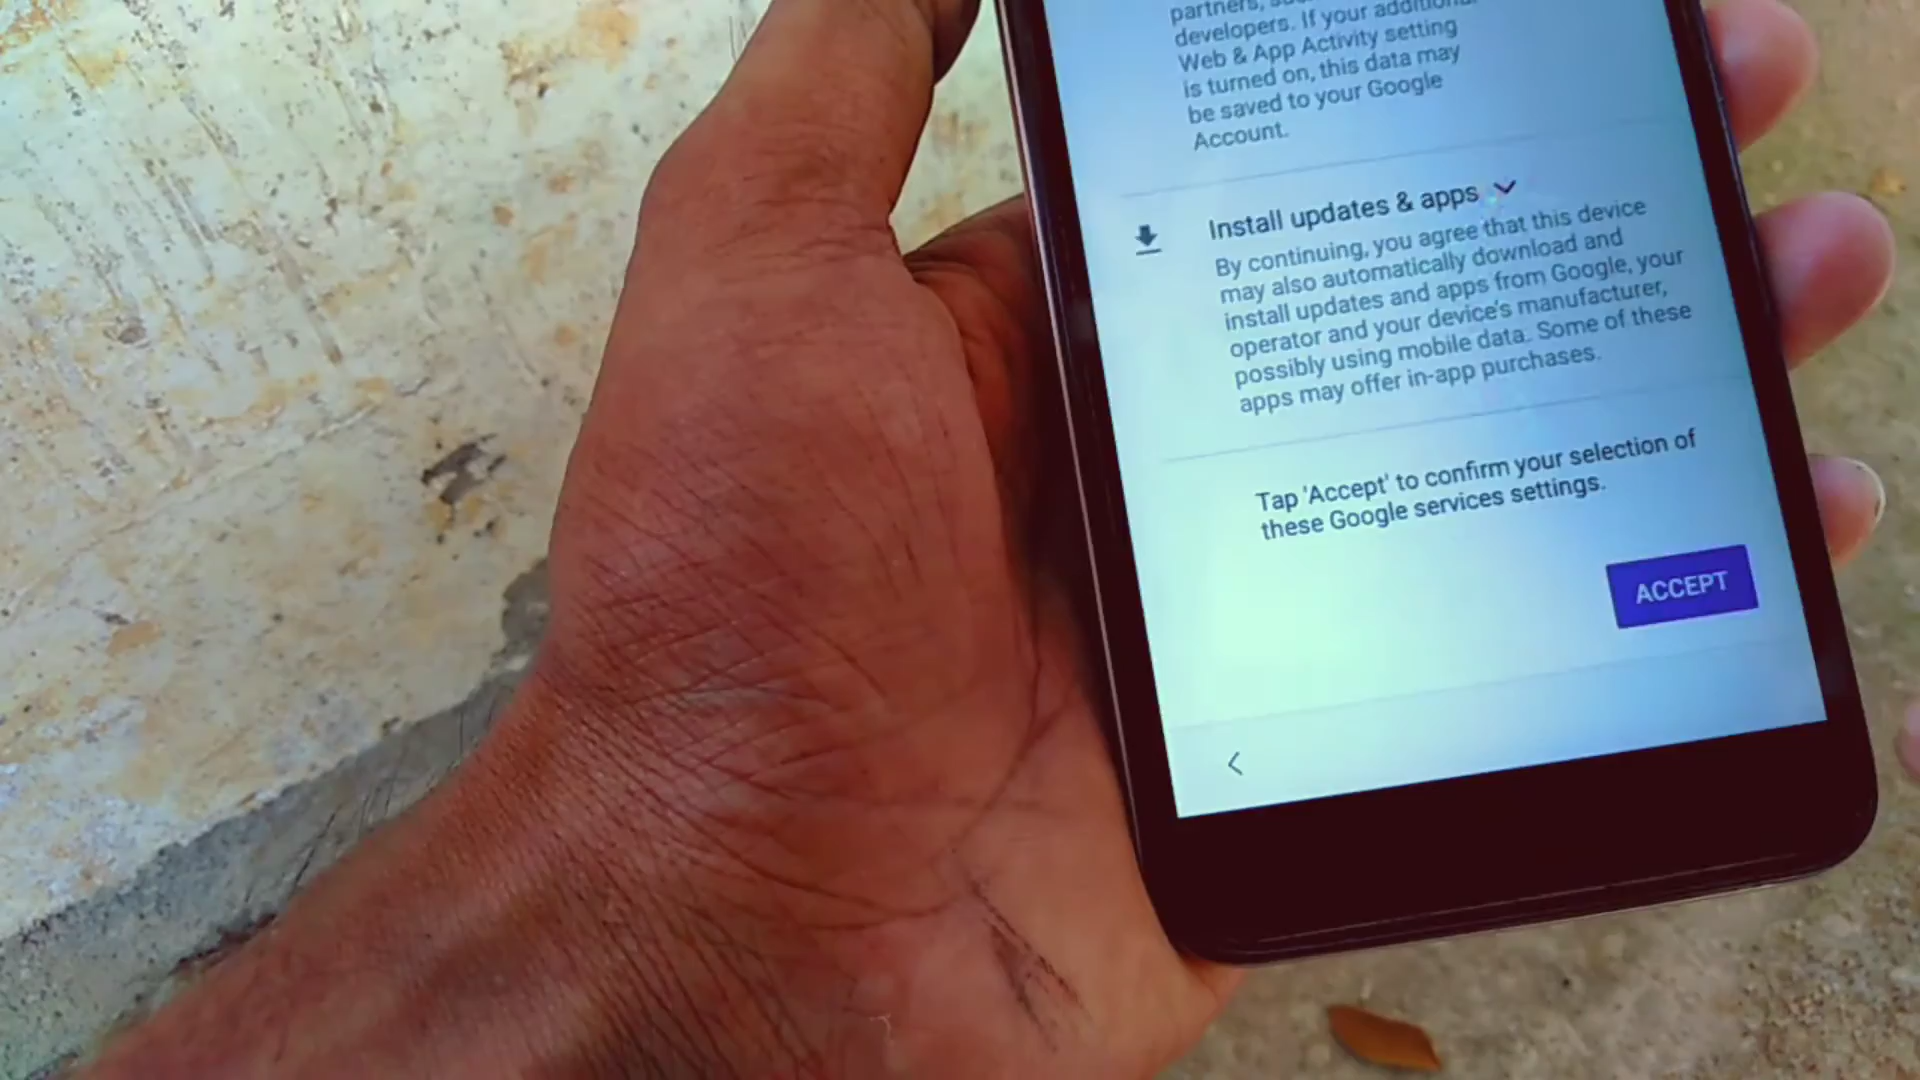 partners,
developers. If your additional
Web & App Activity setting
is turned on, this data may
be saved to your Google
Account.
Install updates & apps
By continuing, you agree that this device
may also automatically download and
install updates and apps from Google, your
operator and your device's manufacturer,
possibly using mobile data. Some of these
apps may offer in-app purchases.
Tap 'Accept' to confirm your selection of
these Google services settings.
ACCEPT